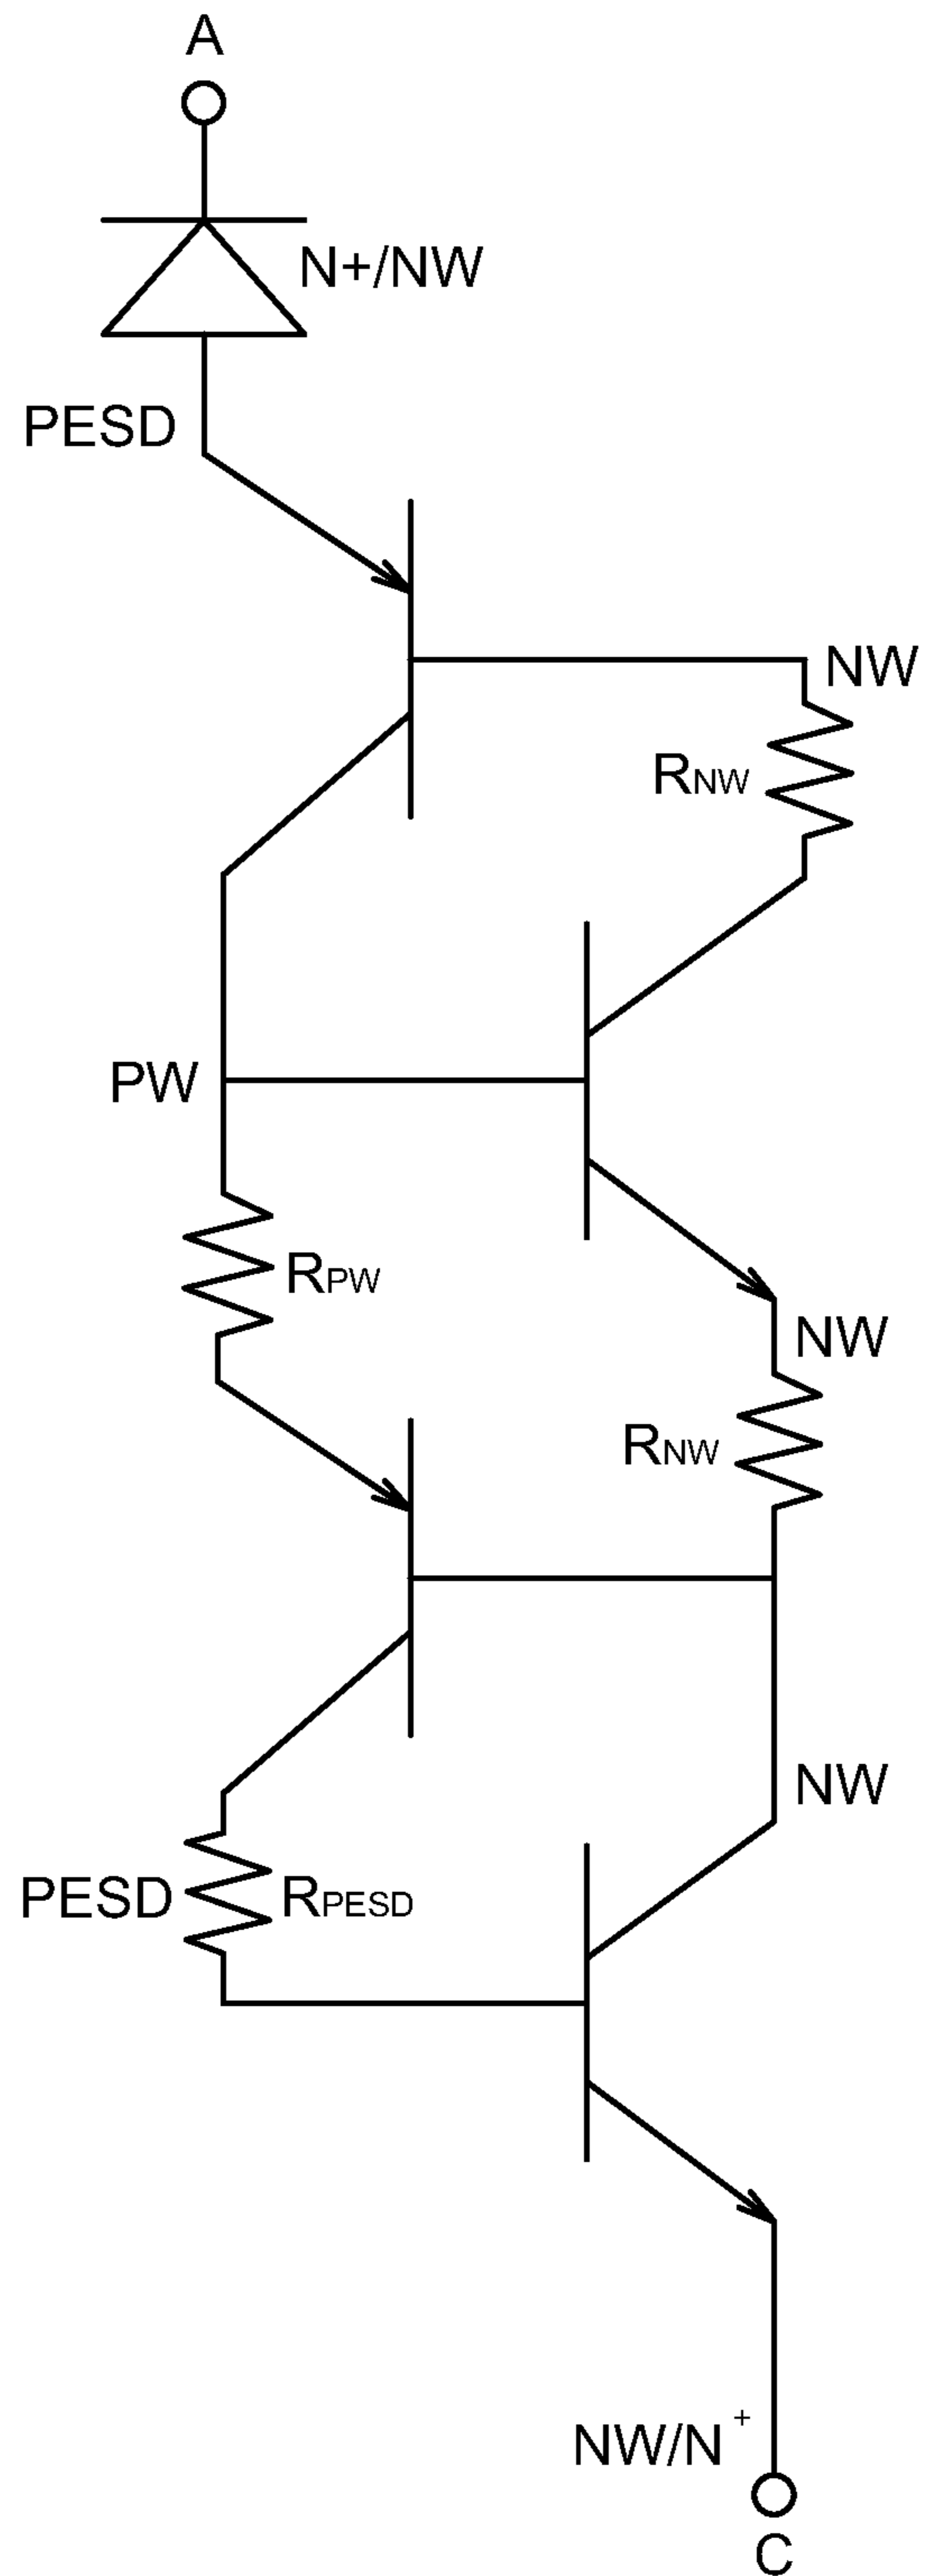 A
N+/NW
PESD
NW
RNW
PW
RPW
NW
RNW
NW
PESD
RPESD
NW/N+
C